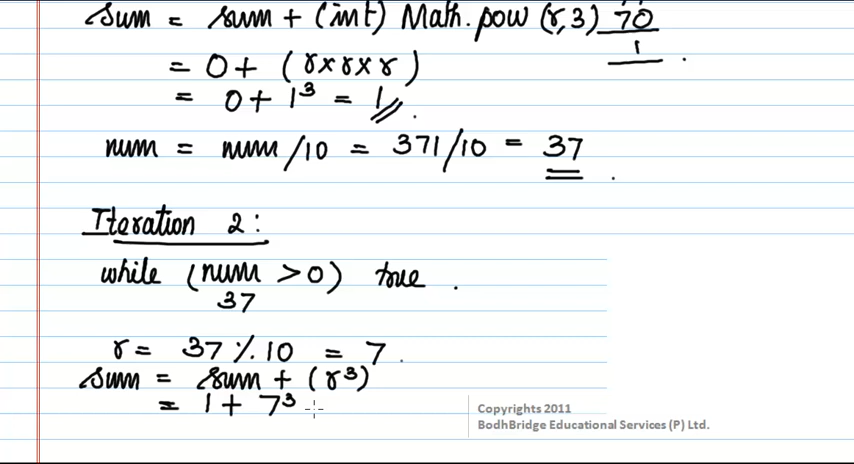 sum = sum + (int) Math.pow (r,3) 70
1
= 0 + (r×r×r)
= 0 + 1³ = 1
num = num /10 = 371/10 = 37
Iteration 2:
while (num > 0) true.
37
r = 37 % 10 = 7
sum = sum + (r³)
= 1 + 7³
Copyrights 2011
BodhBridge Educational Services (P) Ltd.